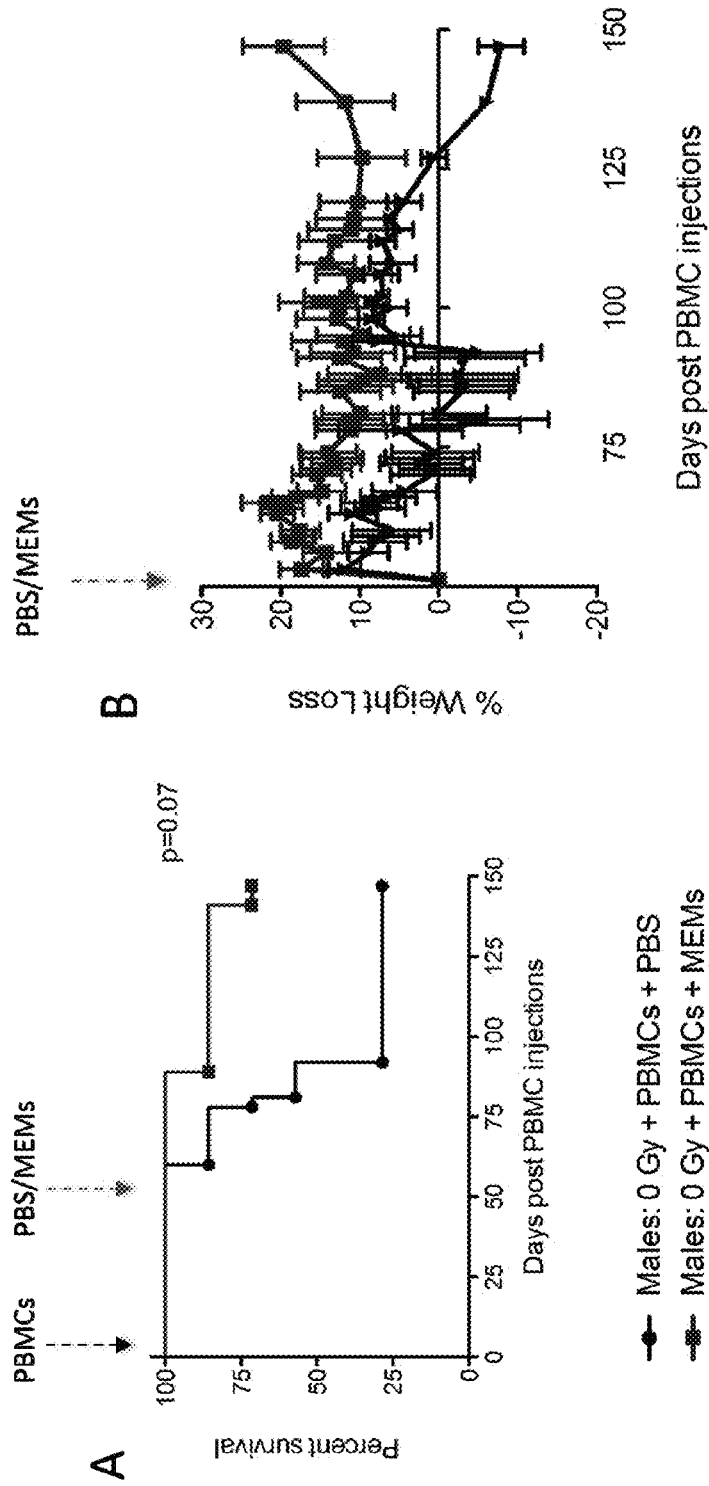 A
PBMCs
PBS/MEMs
p=0.07
Percent survival
100
75
50
25
0
0
25
50
75
100
125
150
Days post PBMC injections
Males: 0 Gy + PBMCs + PBS
Males: 0 Gy + PBMCs + MEMs
B
PBS/MEMs
% Weight Loss
30
20
10
0
-10
-20
75
100
125
150
Days post PBMC injections